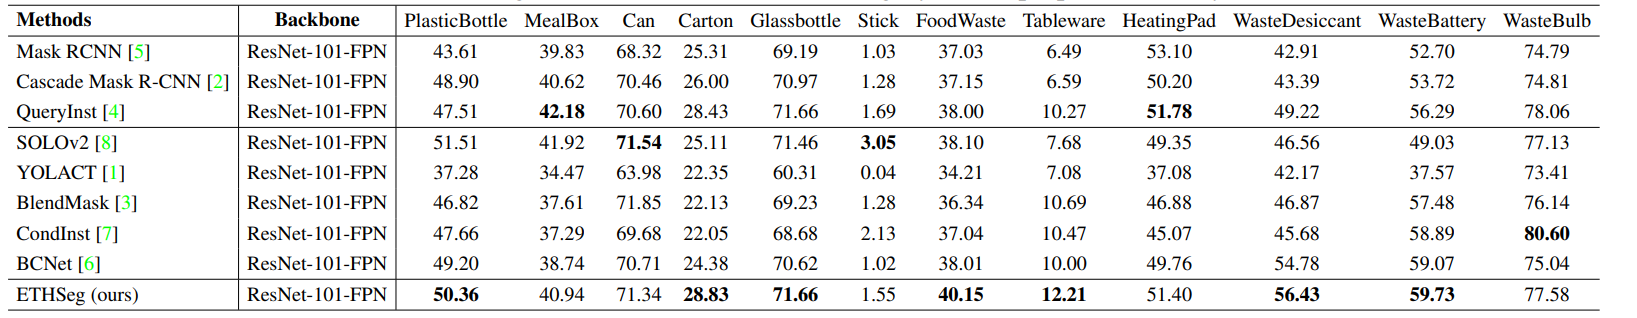 Methods Backbone PlasticBottle MealBox Can Carton Glassbottle Stick FoodWaste Tableware HeatingPad WasteDesiccant WasteBattery WasteBulb
Mask RCNN [5] ResNet-101-FPN 43.61 39.83 68.32 25.31 69.19 1.03 37.03 6.49 53.10 42.91 52.70 74.79
Cascade Mask R-CNN [2] ResNet-101-FPN 48.90 40.62 70.46 26.00 70.97 1.28 37.15 6.59 50.20 43.39 53.72 74.81
QueryInst [4] ResNet-101-FPN 47.51 42.18 70.60 28.43 71.66 1.69 38.00 10.27 51.78 49.22 56.29 78.06
SOLOv2 [8] ResNet-101-FPN 51.51 41.92 71.54 25.11 71.46 3.05 38.10 7.68 49.35 46.56 49.03 77.13
YOLACT [1] ResNet-101-FPN 37.28 34.47 63.98 22.35 60.31 0.04 34.21 7.08 37.08 42.17 37.57 73.41
BlendMask [3] ResNet-101-FPN 46.82 37.61 71.85 22.13 69.23 1.28 36.34 10.69 46.88 46.87 57.48 76.14
CondInst [7] ResNet-101-FPN 47.66 37.29 69.68 22.05 68.68 2.13 37.04 10.47 45.07 45.68 58.89 80.60
BCNet [6] ResNet-101-FPN 49.20 38.74 70.71 24.38 70.62 1.02 38.01 10.00 49.76 54.78 59.07 75.04
ETHSeg (ours) ResNet-101-FPN 50.36 40.94 71.34 28.83 71.66 1.55 40.15 12.21 51.40 56.43 59.73 77.58